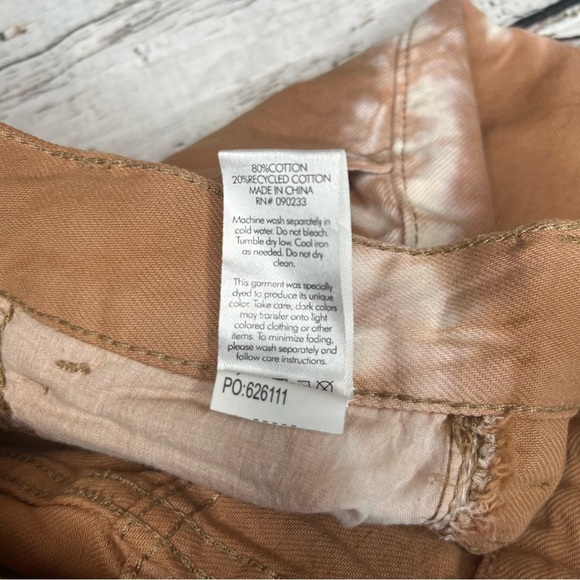 80%COTTON
20%RECYCLED COTTON
MADE IN CHINA
RN# 090233
Machine wash separately in
cold water. Do not bleach.
Tumble dry low. Cool iron
as needed. Do not dry
clean.
This garment was specially
dyed to produce its unique
color. Take care, dark colors
may transfer onto light
colored clothing or other
items. To minimize fading,
please wash separately and
follow care instructions.
PO:626111